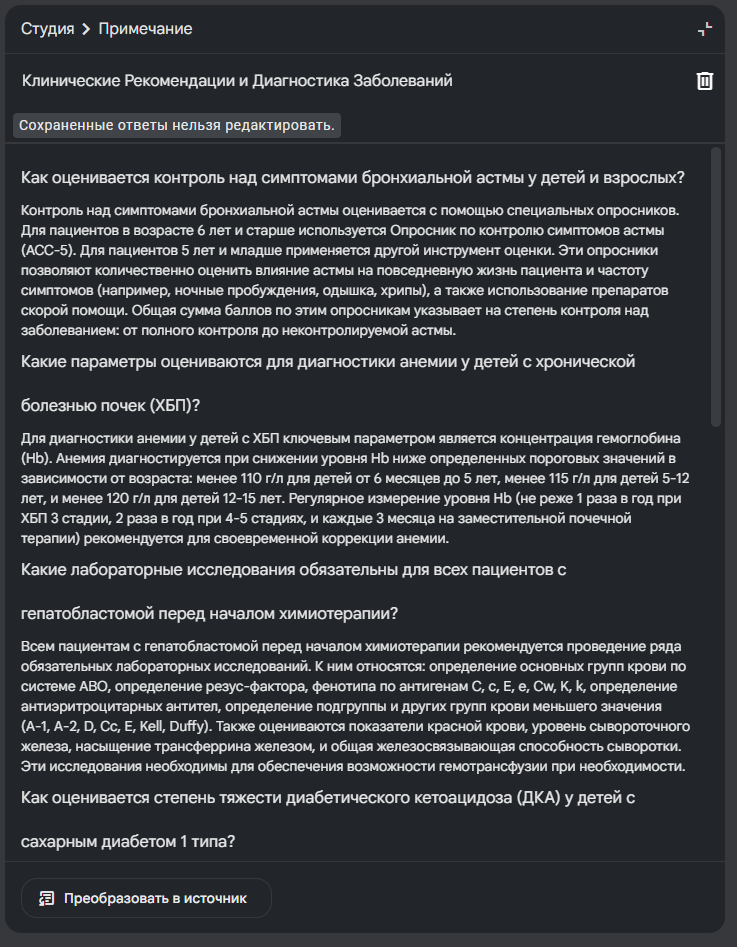 Студия > Примечание
Клинические Рекомендации и Диагностика Заболеваний
Сохраненные ответы нельзя редактировать.
Как оценивается контроль над симптомами бронхиальной астмы у детей и взрослых?
Контроль над симптомами бронхиальной астмы оценивается с помощью специальных опросников.
Для пациентов в возрасте 6 лет и старше используется Опросник по контролю симптомов астмы
(ACC-5). Для пациентов 5 лет и младше применяется другой инструмент оценки. Эти опросники
позволяют количественно оценить влияние астмы на повседневную жизнь пациента и частоту
симптомов (например, ночные пробуждения, одышка, хрипы), а также использование препаратов
скорой помощи. Общая сумма баллов по этим опросникам указывает на степень контроля над
заболеванием: от полного контроля до неконтролируемой астмы.
Какие параметры оцениваются для диагностики анемии у детей с хронической
болезнью почек (ХБП)?
Для диагностики анемии у детей с ХБП ключевым параметром является концентрация гемоглобина
(Hb). Анемия диагностируется при снижении уровня Hb ниже определенных пороговых значений в
зависимости от возраста: менее 110 г/л для детей от 6 месяцев до 5 лет, менее 115 г/л для детей 5-12
лет, и менее 120 г/л для детей 12-15 лет. Регулярное измерение уровня Hb (не реже 1 раза в год при
ХБП 3 стадии, 2 раза в год при 4-5 стадиях, и каждые 3 месяца на заместительной почечной
терапии) рекомендуется для своевременной коррекции анемии.
Какие лабораторные исследования обязательны для всех пациентов с
гепатобластомой перед началом химиотерапии?
Всем пациентам с гепатобластомой перед началом химиотерапии рекомендуется проведение ряда
обязательных лабораторных исследований. К ним относятся: определение основных групп крови по
системе АВО, определение резус-фактора, фенотипа по антигенам C, c, E, e, Cw, K, k, определение
антиэритроцитарных антител, определение подгруппы и других групп крови меньшего значения
(A-1, A-2, D, Cc, E, Kell, Duffy). Также оцениваются показатели красной крови, уровень сывороточного
железа, насыщение трансферрина железом, и общая железосвязывающая способность сыворотки.
Эти исследования необходимы для обеспечения возможности гемотрансфузии при необходимости.
Как оценивается степень тяжести диабетического кетоацидоза (ДКА) у детей с
сахарным диабетом 1 типа?
Преобразовать в источник